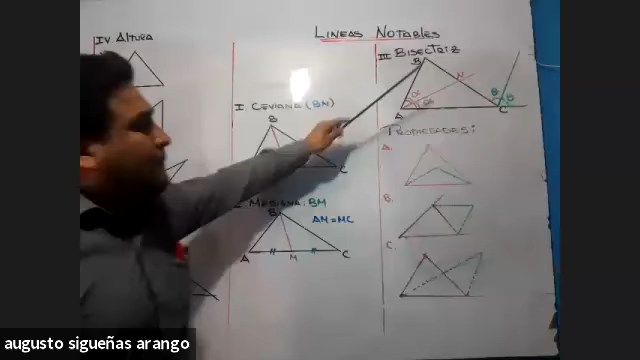 LINEAS NOTABLES
IV ALTURA
I CEVIANA (BN)
B
C
MEDIANA: BM
AM=MC
B
A
M
C
III BISECTRIZ
B
N
α
α
A
θ
θ
C
PROPIEDADES:
A.
B.
C.
augusto sigueñas arango